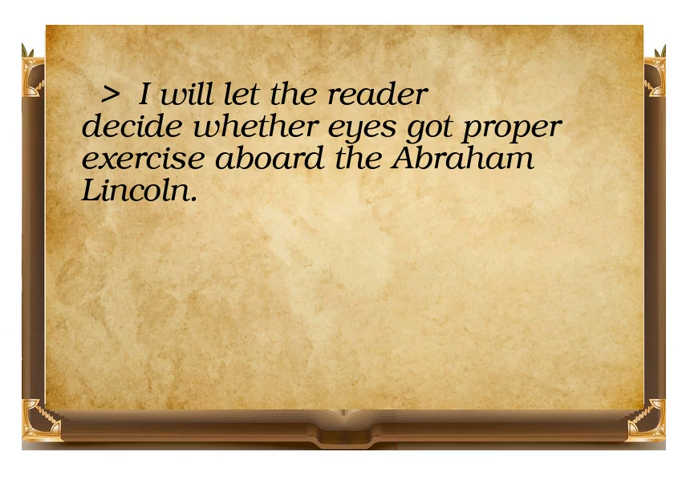 > I will let the reader
decide whether eyes got proper
exercise aboard the Abraham
Lincoln.